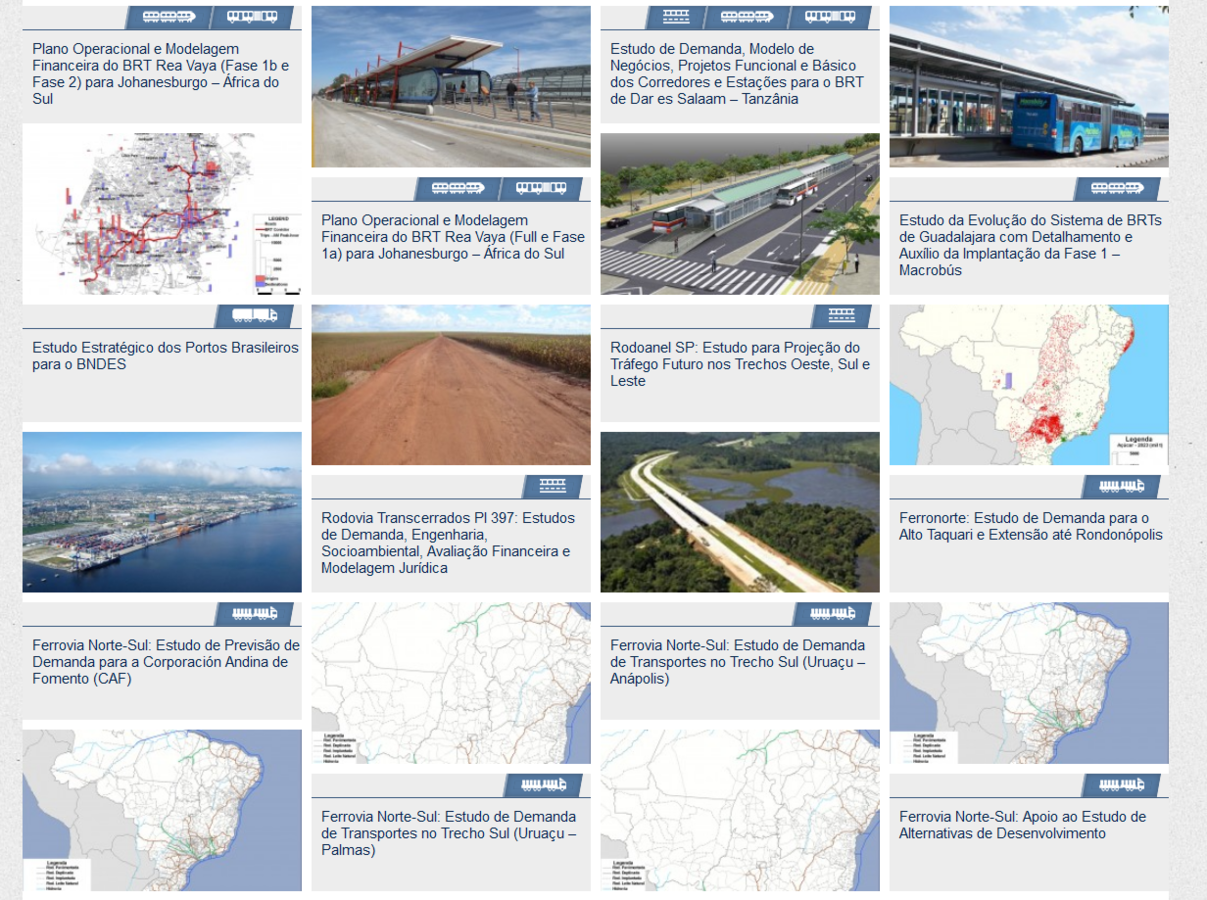 Plano Operacional e Modelagem
Financeira do BRT Rea Vaya (Fase 1b e
Fase 2) para Johanesburgo – África do
Sul
Estudo de Demanda, Modelo de
Negócios, Projetos Funcional e Básico
dos Corredores e Estações para o BRT
de Dar es Salaam – Tanzânia
LEGEND
Plano Operacional e Modelagem
Financeira do BRT Rea Vaya (Full e Fase
1a) para Johanesburgo – África do Sul
Estudo da Evolução do Sistema de BRTs
de Guadalajara com Detalhamento e
Auxílio da Implantação da Fase 1 –
Macrobús
Estudo Estratégico dos Portos Brasileiros
para o BNDES
Rodoanel SP: Estudo para Projeção do
Tráfego Futuro nos Trechos Oeste, Sul e
Leste
Legenda
Rodovia Transcerrados PI 397: Estudos
de Demanda, Engenharia,
Socioambiental, Avaliação Financeira e
Modelagem Jurídica
Ferronorte: Estudo de Demanda para o
Alto Taquari e Extensão até Rondonópolis
Ferrovia Norte-Sul: Estudo de Previsão de
Demanda para a Corporación Andina de
Fomento (CAF)
Legenda
Ferrovia Norte-Sul: Estudo de Demanda
de Transportes no Trecho Sul (Uruaçu –
Anápolis)
Legenda
Legenda
Ferrovia Norte-Sul: Estudo de Demanda
de Transportes no Trecho Sul (Uruaçu –
Palmas)
Legenda
Ferrovia Norte-Sul: Apoio ao Estudo de
Alternativas de Desenvolvimento